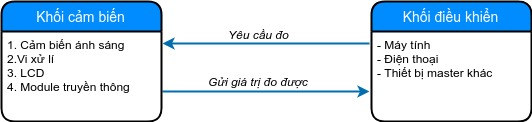 Khối cảm biến
1. Cảm biến ánh sáng
2.Vi xử lí
3. LCD
4. Module truyền thông
Yêu cầu đo
Gửi giá trị đo được
Khối điều khiển
- Máy tính
- Điện thoại
- Thiết bị master khác